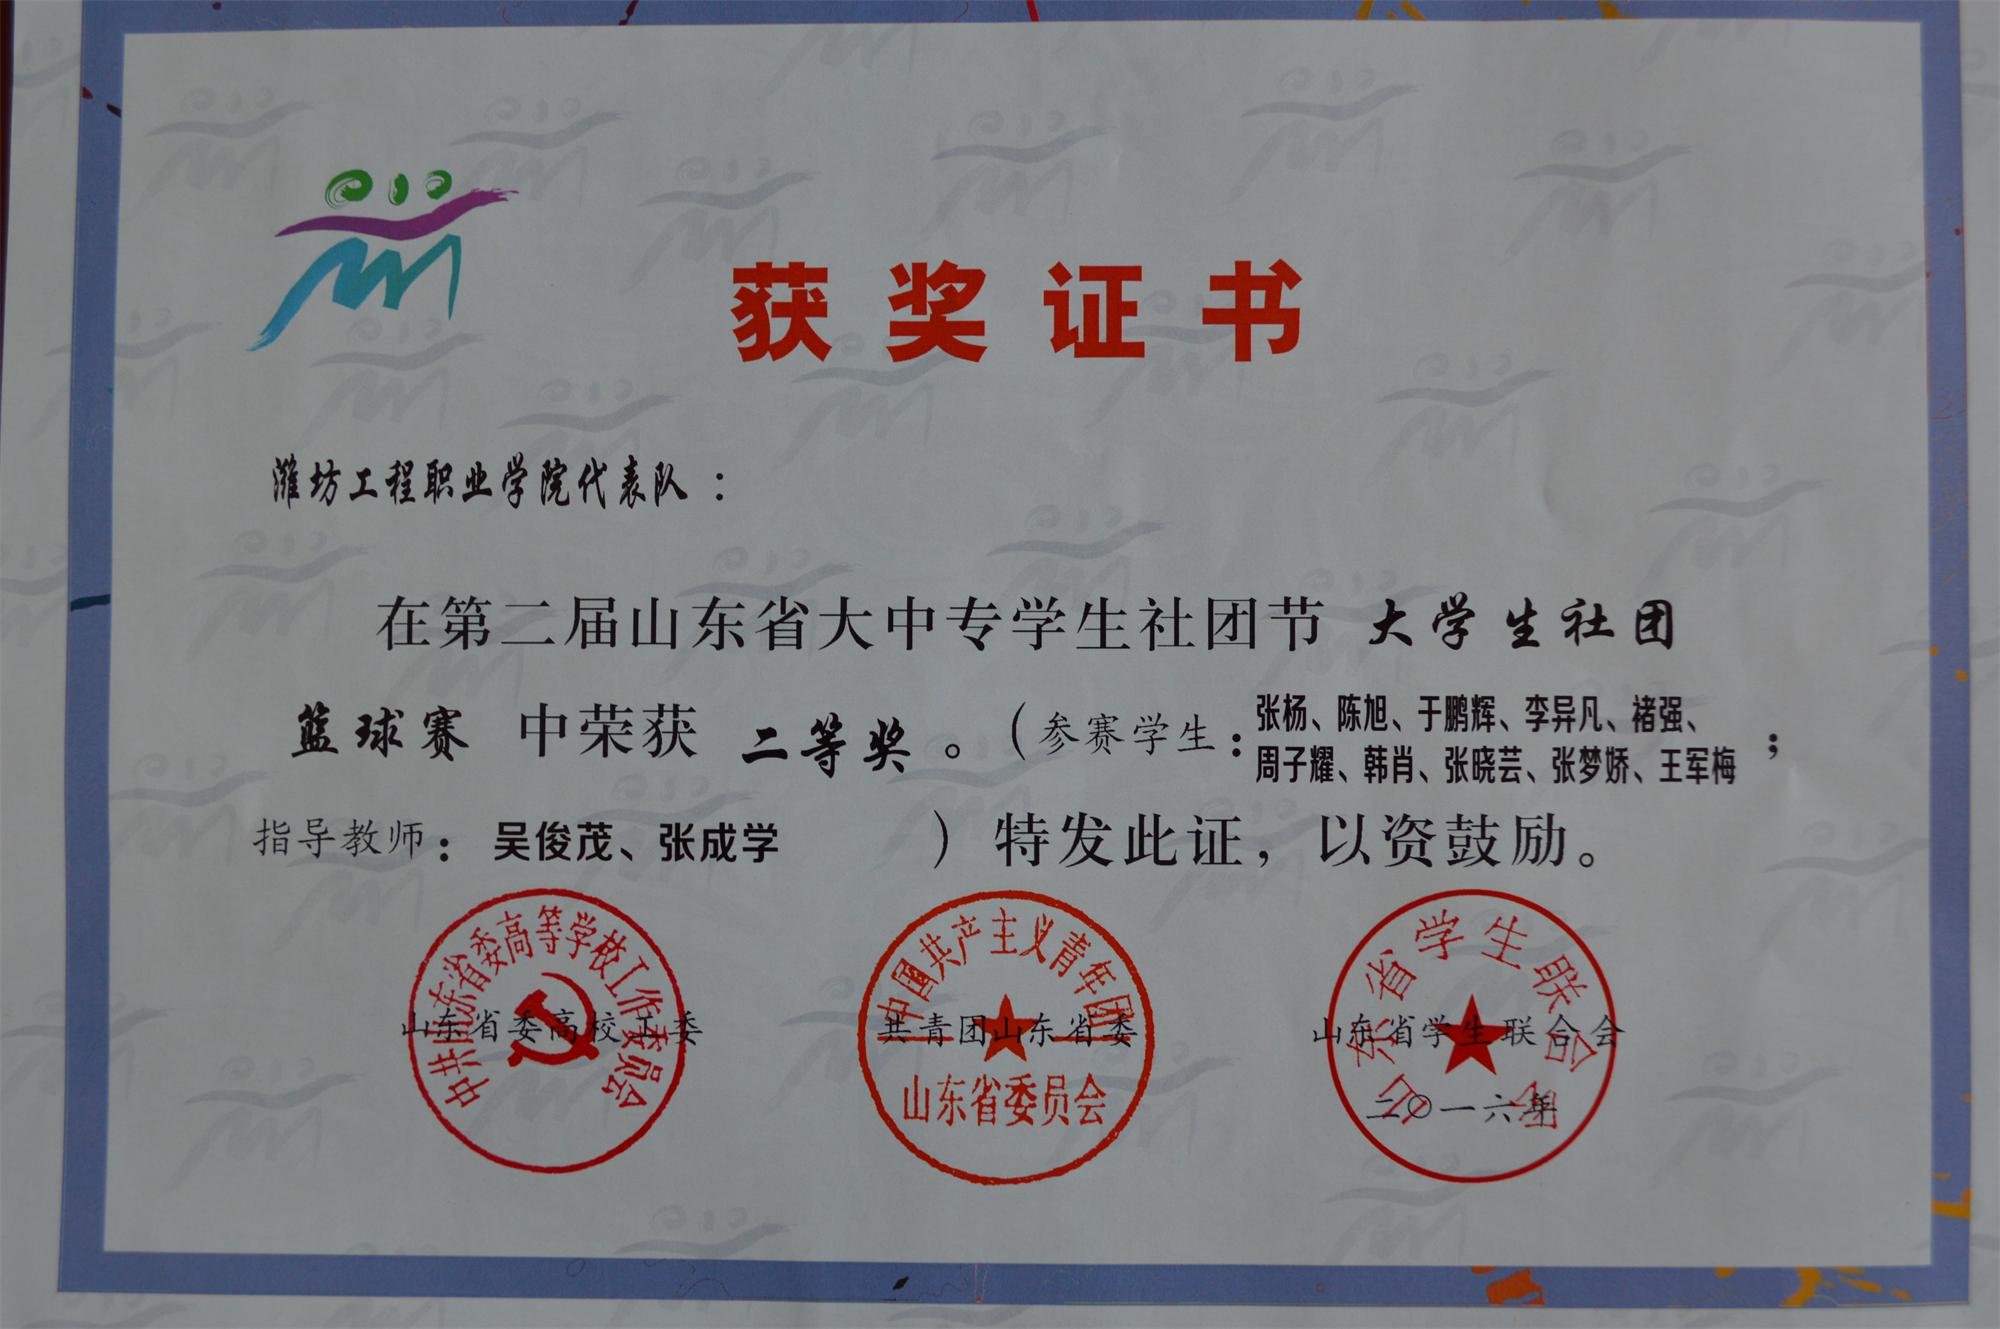 获奖证书
潍坊工程职业学院代表队：
在第二届山东省大中专学生社团节 大学生社团
篮球赛 中荣获 二等奖 。（参赛学生：张杨、陈旭、于鹏辉、李异凡、褚强、
周子耀、韩肖、张晓芸、张梦娇、王军梅；
指导教师：吴俊茂、张成学 ）特发此证，以资鼓励。
中共山东省委高等学校工作委员会
山东省委高校工委
中国共产主义青年团
共青团山东省委
山东省委员会
山东省学生联合会
山东省学生联合会
二〇一六年